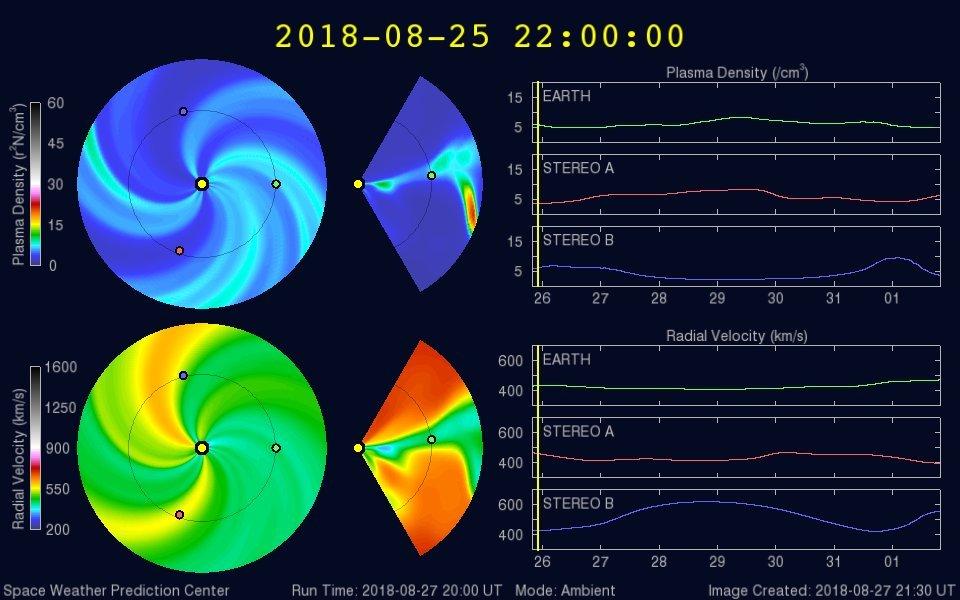 2018-08-25 22:00:00
Plasma Density (r²N/cm³)
60
45
30
15
0
Plasma Density (/cm³)
15
5
EARTH
15
5
STEREO A
15
5
STEREO B
26 27 28 29 30 31 01
Radial Velocity (km/s)
1600
1250
900
550
200
Radial Velocity (km/s)
600
400
EARTH
600
400
STEREO A
600
400
STEREO B
26 27 28 29 30 31 01
Space Weather Prediction Center Run Time: 2018-08-27 20:00 UT Mode: Ambient Image Created: 2018-08-27 21:30 UT